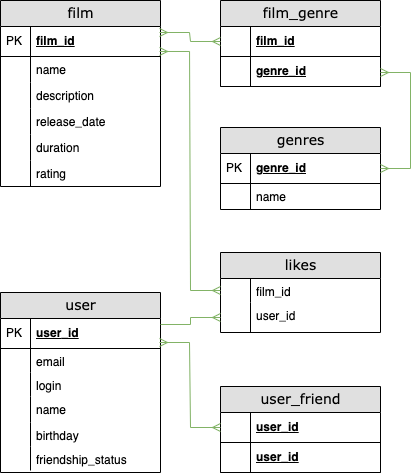 film
PK film_id
name
description
release_date
duration
rating
film_genre
film_id
genre_id
genres
PK genre_id
name
likes
film_id
user_id
user
PK user_id
email
login
name
birthday
friendship_status
user_friend
user_id
user_id